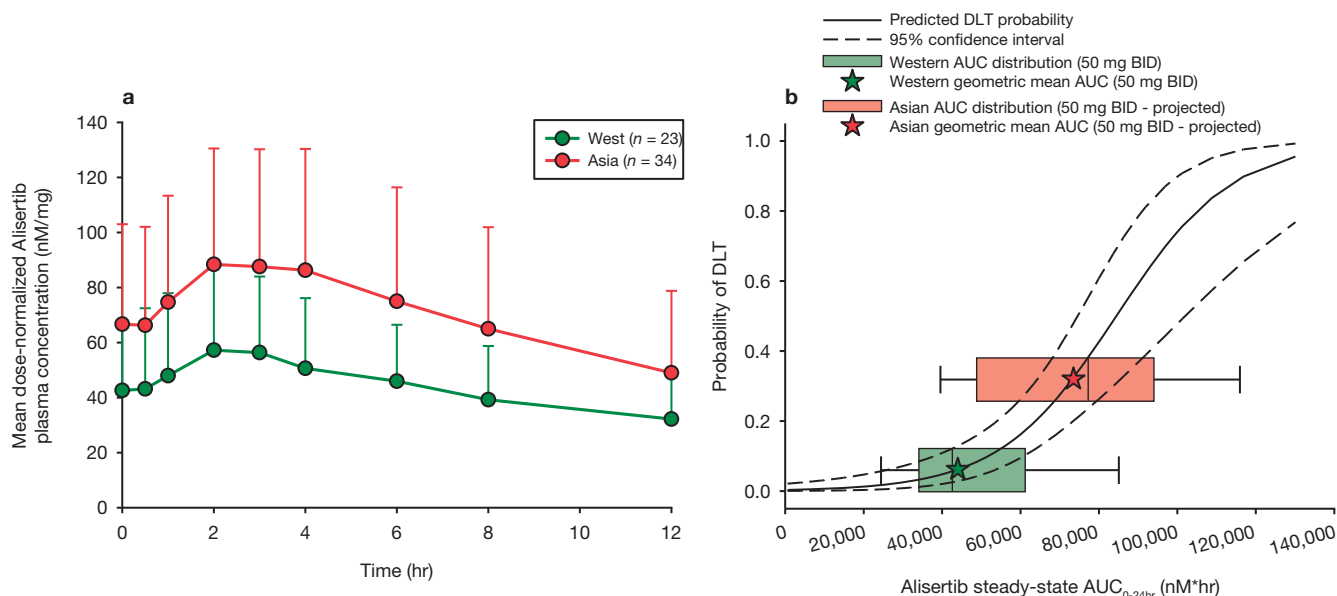 a
Mean dose-normalized Alisertib
plasma concentration (nM/mg)
140
120
100
80
60
40
20
0
0
2
4
6
8
10
12
Time (hr)
West (n = 23)
Asia (n = 34)
Predicted DLT probability
95% confidence interval
Western AUC distribution (50 mg BID)
Western geometric mean AUC (50 mg BID)
Asian AUC distribution (50 mg BID - projected)
Asian geometric mean AUC (50 mg BID - projected)
b
Probability of DLT
1.0
0.8
0.6
0.4
0.2
0.0
0
20,000
40,000
60,000
80,000
100,000
120,000
140,000
Alisertib steady-state AUC0-24hr (nM*hr)